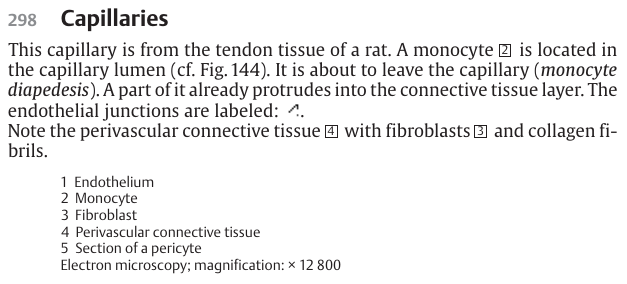 298 Capillaries
This capillary is from the tendon tissue of a rat. A monocyte 2 is located in
the capillary lumen (cf. Fig. 144). It is about to leave the capillary (monocyte
diapedesis). A part of it already protrudes into the connective tissue layer. The
endothelial junctions are labeled: ↗.
Note the perivascular connective tissue 4 with fibroblasts 3 and collagen fi-
brils.
1 Endothelium
2 Monocyte
3 Fibroblast
4 Perivascular connective tissue
5 Section of a pericyte
Electron microscopy; magnification: × 12 800